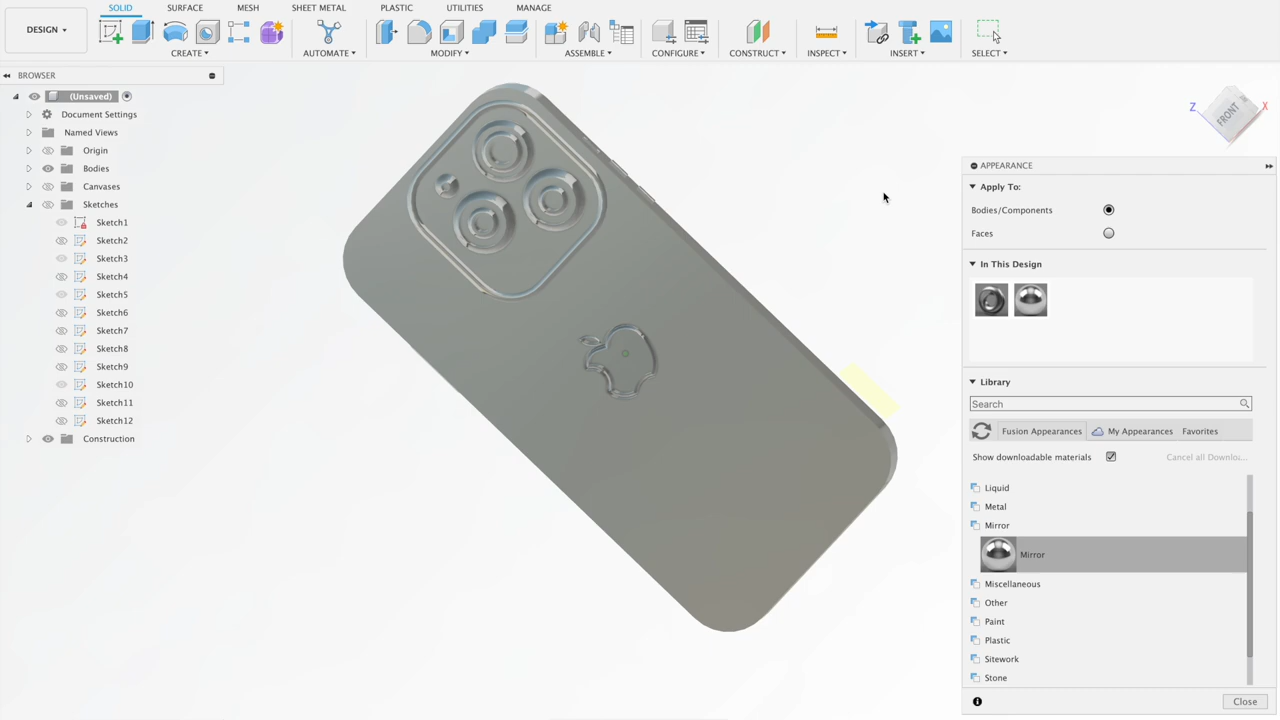 SOLID SURFACE MESH SHEET METAL PLASTIC UTILITIES MANAGE
DESIGN
CREATE AUTOMATE MODIFY ASSEMBLE CONFIGURE CONSTRUCT INSPECT INSERT SELECT
BROWSER
(Unsaved)
Document Settings
Named Views
Origin
Bodies
Canvases
Sketches
Sketch1
Sketch2
Sketch3
Sketch4
Sketch5
Sketch6
Sketch7
Sketch8
Sketch9
Sketch10
Sketch11
Sketch12
Construction
Z FRONT X
APPEARANCE
Apply To:
Bodies/Components
Faces
In This Design
Library
Search
Fusion Appearances My Appearances Favorites
Show downloadable materials Cancel all Downlo...
Liquid
Metal
Mirror
Mirror
Miscellaneous
Other
Paint
Plastic
Sitework
Stone
Close